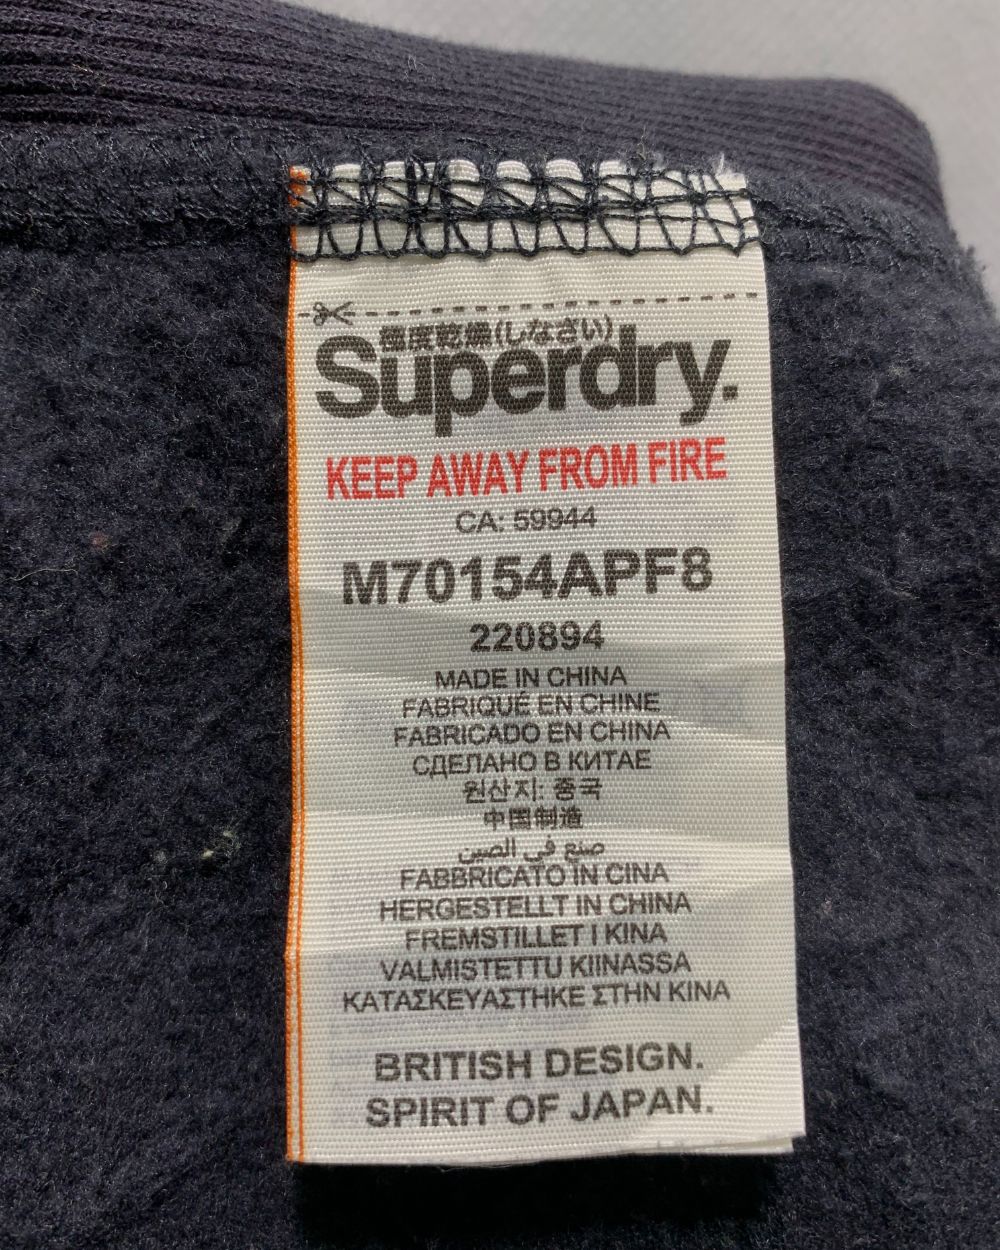 極度乾燥(しなさい)
Superdry.
KEEP AWAY FROM FIRE
CA: 59944
M70154APF8
220894
MADE IN CHINA
FABRIQUÉ EN CHINE
FABRICADO EN CHINA
СДЕЛАНО В КИТАЕ
원산지: 중국
中国制造
صنع في الصين
FABBRICATO IN CINA
HERGESTELLT IN CHINA
FREMSTILLET I KINA
VALMISTETTU KIINASSA
ΚΑΤΑΣΚΕΥΑΣΤΗΚΕ ΣΤΗΝ ΚΙΝΑ
BRITISH DESIGN.
SPIRIT OF JAPAN.